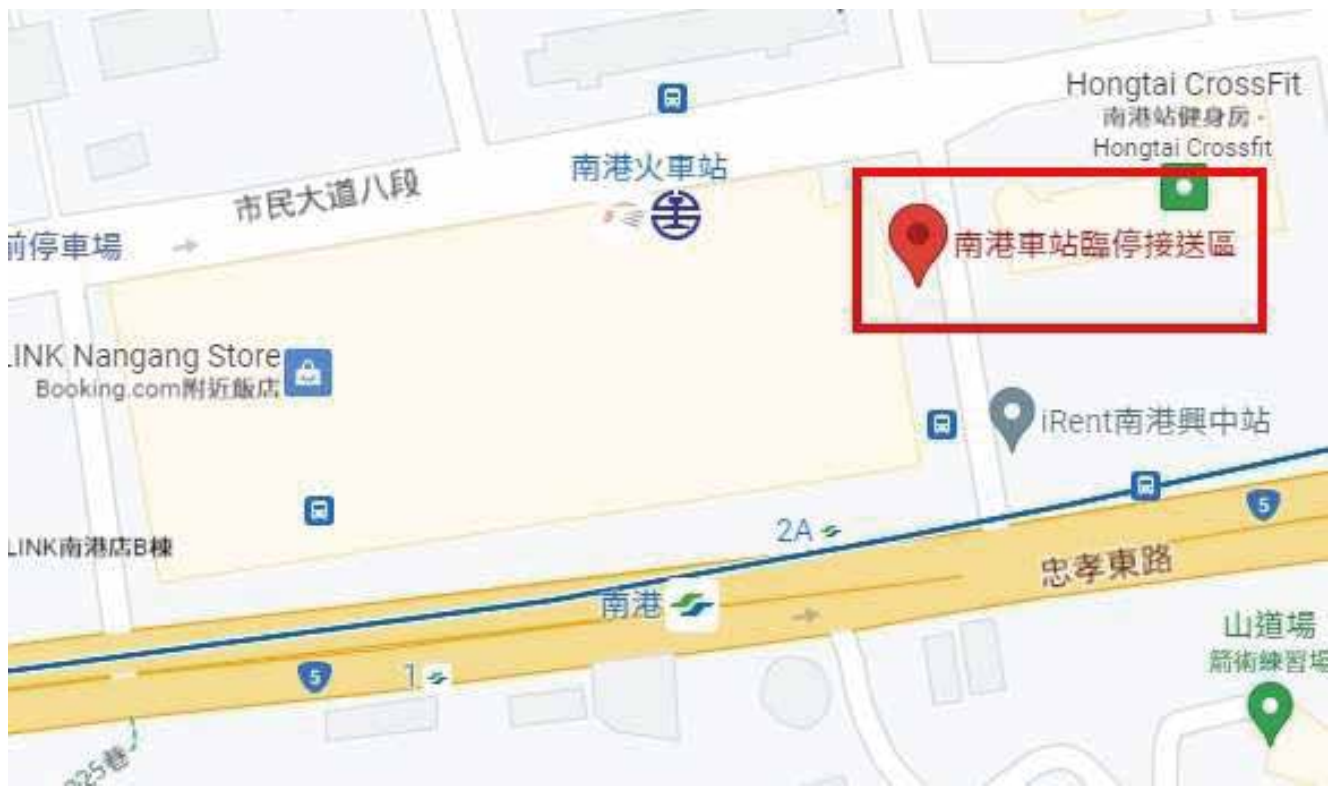 Hongtai CrossFit
南港站健身房 -
Hongtai Crossfit
南港火車站
市民大道八段
前停車場
南港車站臨停接送區
LINK Nangang Store
Booking.com附近飯店
iRent南港興中站
5
2A
LINK南港店B棟
忠孝東路
南港
山道場
箭術練習場
5
1
325巷